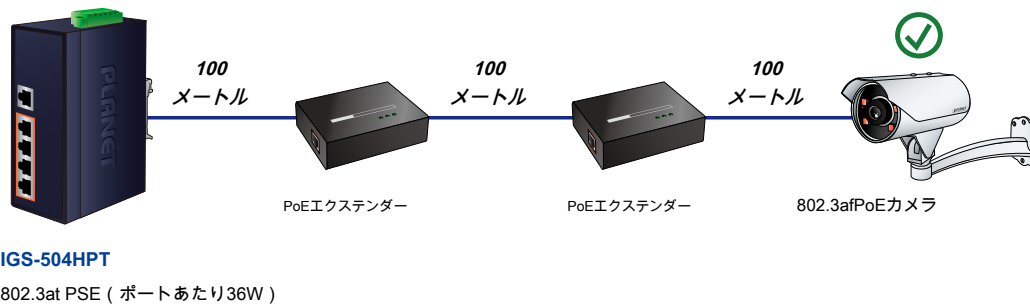 PLANET
100
メートル
100
メートル
100
メートル
PoEエクステンダー
PoEエクステンダー
802.3afPoEカメラ
IGS-504HPT
802.3at PSE ( ポートあたり36W )